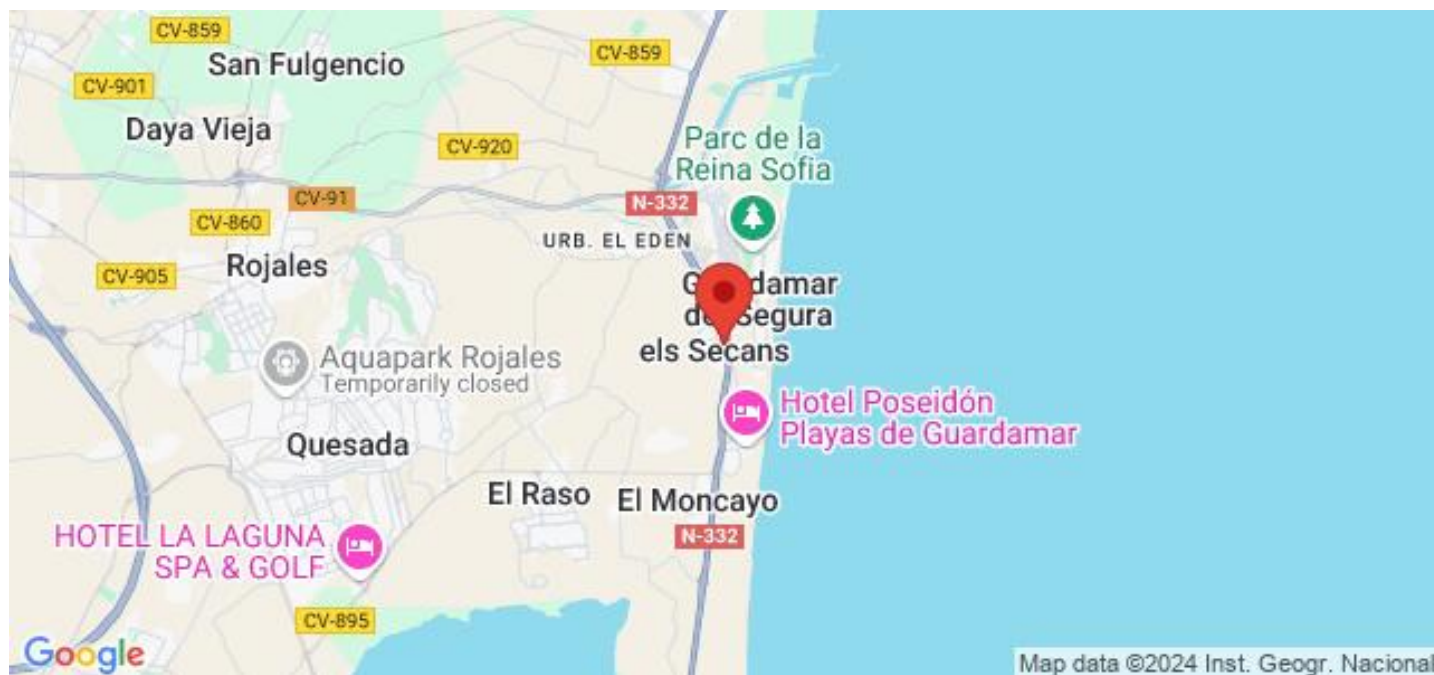 CV-859
San Fulgencio
CV-859
CV-901
Daya Vieja
CV-920
Parc de la
Reina Sofía
CV-91
N-332
CV-860
URB. EL EDEN
Rojales
CV-905
damar
Segura
els Secans
Aquapark Rojales
Temporarily closed
Hotel Poseidón
Playas de Guardamar
Quesada
El Raso
El Moncayo
HOTEL LA LAGUNA
SPA & GOLF
N-332
CV-895
Google
Map data ©2024 Inst. Geogr. Nacional